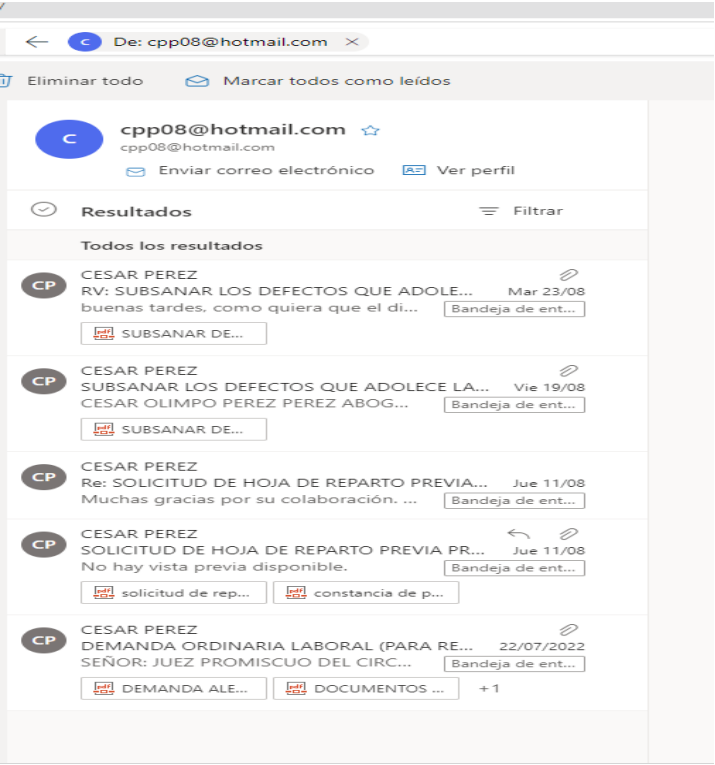 C De: cpp08@hotmail.com
Eliminar todo Marcar todos como leídos
C
cpp08@hotmail.com
cpp08@hotmail.com
Enviar correo electrónico Ver perfil
Resultados Filtrar
Todos los resultados
CP
CESAR PEREZ
RV: SUBSANAR LOS DEFECTOS QUE ADOLE... Mar 23/08
buenas tardes, como quiera que el di... Bandeja de ent...
pdf SUBSANAR DE...
CP
CESAR PEREZ
SUBSANAR LOS DEFECTOS QUE ADOLECE LA... Vie 19/08
CESAR OLIMPO PEREZ PEREZ ABOG... Bandeja de ent...
pdf SUBSANAR DE...
CP
CESAR PEREZ
Re: SOLICITUD DE HOJA DE REPARTO PREVIA... Jue 11/08
Muchas gracias por su colaboración. ... Bandeja de ent...
CP
CESAR PEREZ
SOLICITUD DE HOJA DE REPARTO PREVIA PR... Jue 11/08
No hay vista previa disponible. Bandeja de ent...
pdf solicitud de rep... pdf constancia de p...
CP
CESAR PEREZ
DEMANDA ORDINARIA LABORAL (PARA RE... 22/07/2022
SEÑOR: JUEZ PROMISCUO DEL CIRC... Bandeja de ent...
pdf DEMANDA ALE... pdf DOCUMENTOS ... +1